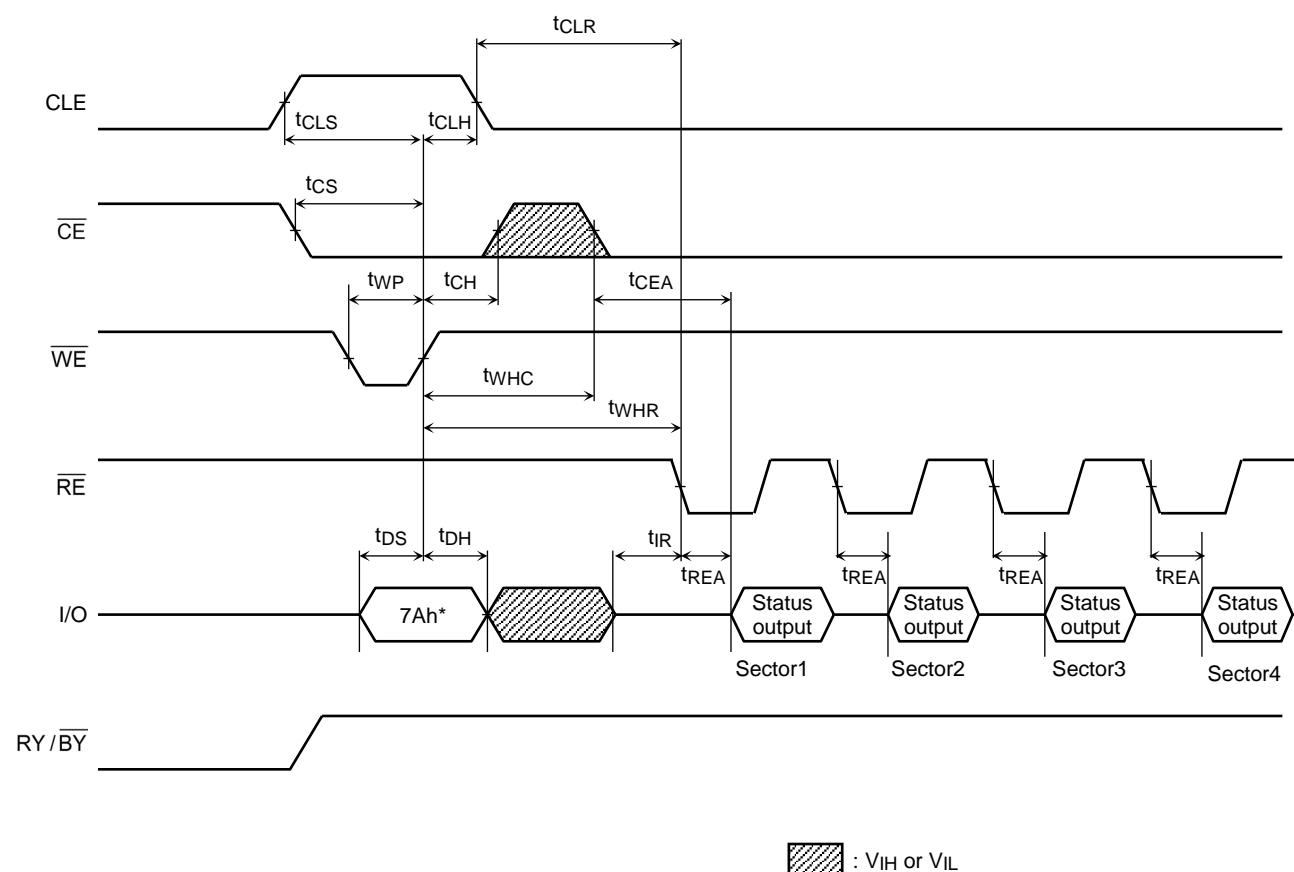 tCLR
CLE
tCLS
tCLH
tCS
CE
tWP
tCH
tCEA
WE
tWHC
tWHR
RE
tDS
tDH
tIR
tREA
tREA
tREA
tREA
I/O
7Ah*
Status output
Status output
Status output
Status output
Sector1
Sector2
Sector3
Sector4
RY/BY
: VIH or VIL